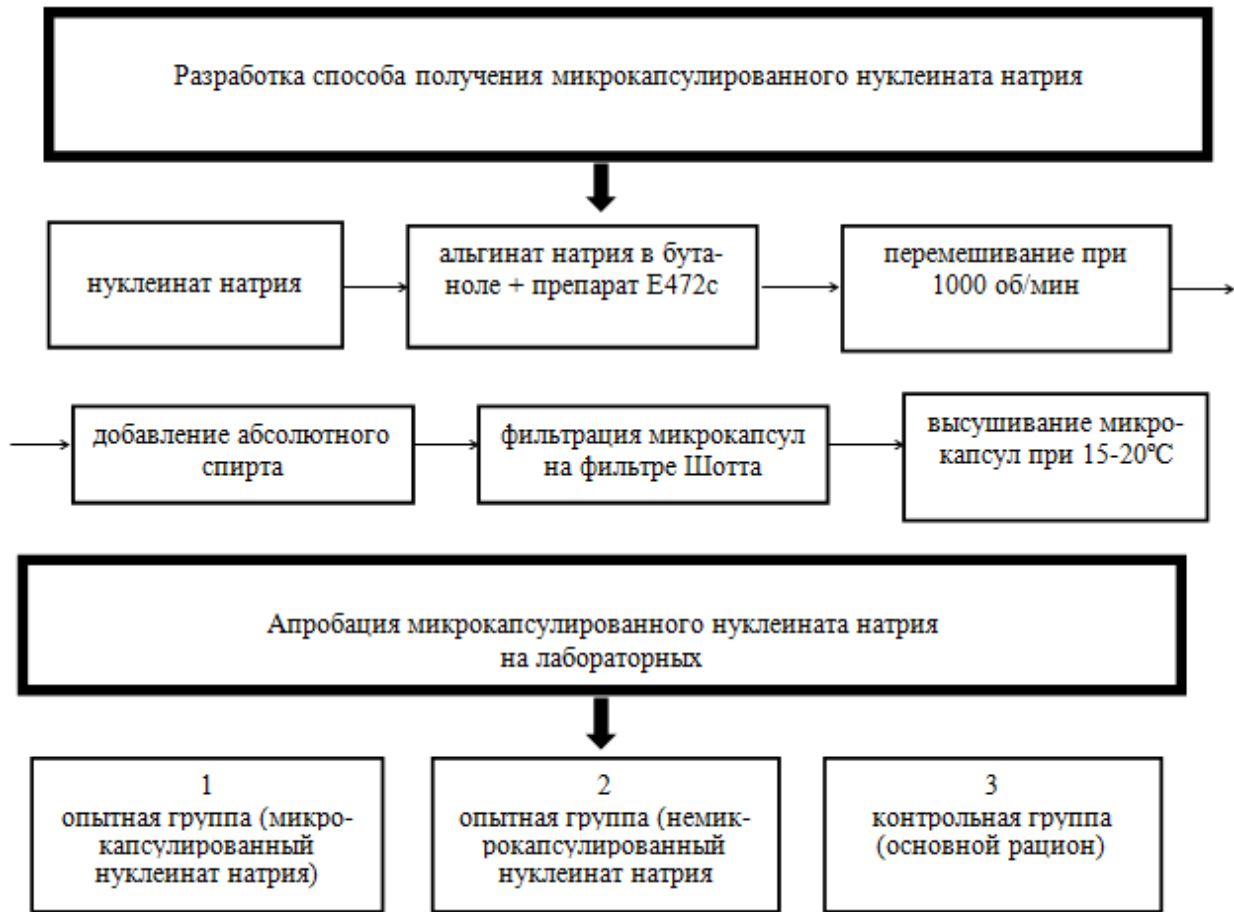 Разработка способа получения микрокапсулированного нуклеината натрия
нуклеинат натрия
альгинат натрия в бута-
ноле + препарат Е472с
перемешивание при
1000 об/мин
добавление абсолютного
спирта
фильтрация микрокапсул
на фильтре Шотта
высушивание микро-
капсул при 15-20ºС
Апробация микрокапсулированного нуклеината натрия
на лабораторных
1
опытная группа (микро-
капсулированный
нуклеинат натрия)
2
опытная группа (немик-
рокапсулированный
нуклеинат натрия
3
контрольная группа
(основной рацион)